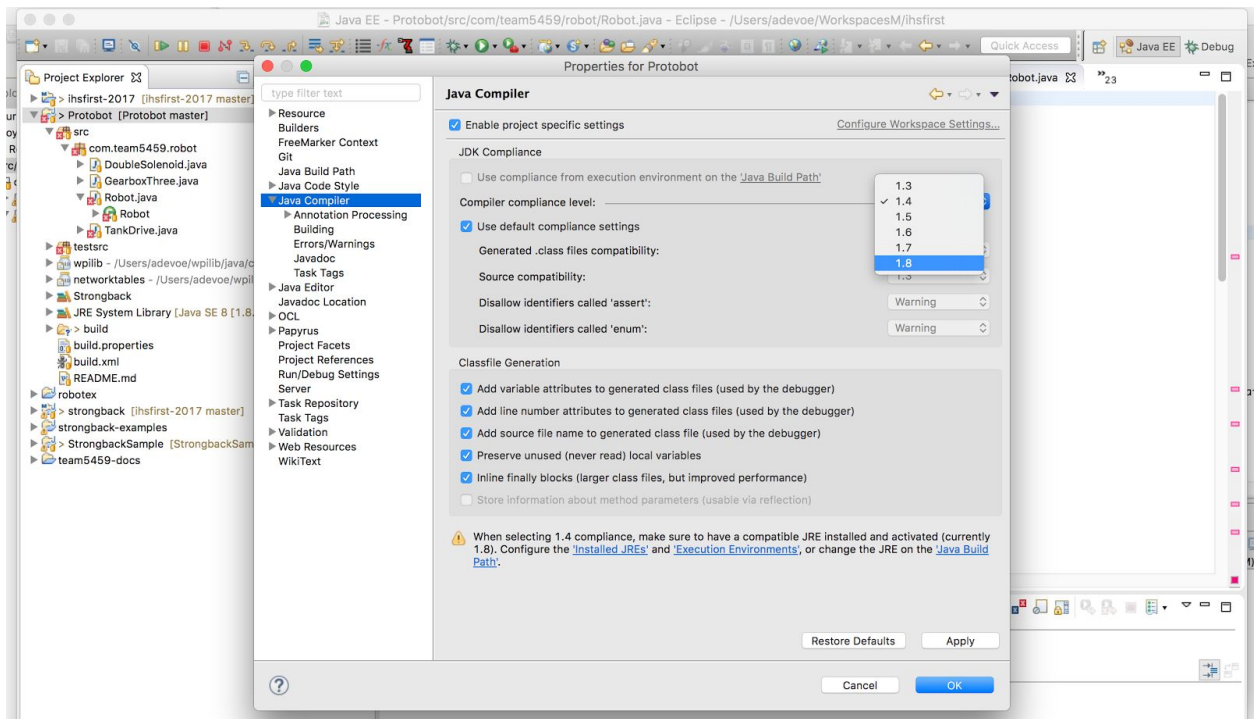 Java EE - Protobot/src/com/team5459/robot/Robot.java - Eclipse - /Users/adevoe/WorkspacesM/ihsfirst
Quick Access
Java EE
Debug
Project Explorer
> ihsfirst-2017 [ihsfirst-2017 master]
> Protobot [Protobot master]
src
com.team5459.robot
DoubleSolenoid.java
GearboxThree.java
Robot.java
Robot
TankDrive.java
testsrc
wpilib - /Users/adevoe/wpilib/java/c
networktables - /Users/adevoe/wpil
Strongback
JRE System Library [Java SE 8 [1.8.
> build
build.properties
build.xml
README.md
robotex
> strongback [ihsfirst-2017 master]
strongback-examples
> StrongbackSample [StrongbackSam
team5459-docs
Properties for Protobot
type filter text
Resource
Builders
FreeMarker Context
Git
Java Build Path
Java Code Style
Java Compiler
Annotation Processing
Building
Errors/Warnings
Javadoc
Task Tags
Java Editor
Javadoc Location
OCL
Papyrus
Project Facets
Project References
Run/Debug Settings
Server
Task Repository
Task Tags
Validation
Web Resources
WikiText
Java Compiler
Enable project specific settings
Configure Workspace Settings...
JDK Compliance
Use compliance from execution environment on the 'Java Build Path'
Compiler compliance level:
1.3
1.4
1.5
1.6
1.7
1.8
Use default compliance settings
Generated .class files compatibility:
Source compatibility:
1.3
Disallow identifiers called 'assert':
Warning
Disallow identifiers called 'enum':
Warning
Classfile Generation
Add variable attributes to generated class files (used by the debugger)
Add line number attributes to generated class files (used by the debugger)
Add source file name to generated class file (used by the debugger)
Preserve unused (never read) local variables
Inline finally blocks (larger class files, but improved performance)
Store information about method parameters (usable via reflection)
When selecting 1.4 compliance, make sure to have a compatible JRE installed and activated (currently
1.8). Configure the 'Installed JREs' and 'Execution Environments', or change the JRE on the 'Java Build
Path'.
Restore Defaults
Apply
Cancel
OK
obot.java
23